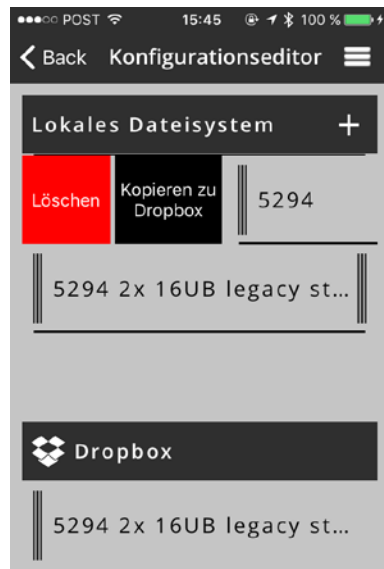 POST 15:45 100 %
Back Konfigurationseditor
Lokales Dateisystem +
Löschen
Kopieren zu
Dropbox
5294
5294 2x 16UB legacy st...
Dropbox
5294 2x 16UB legacy st...